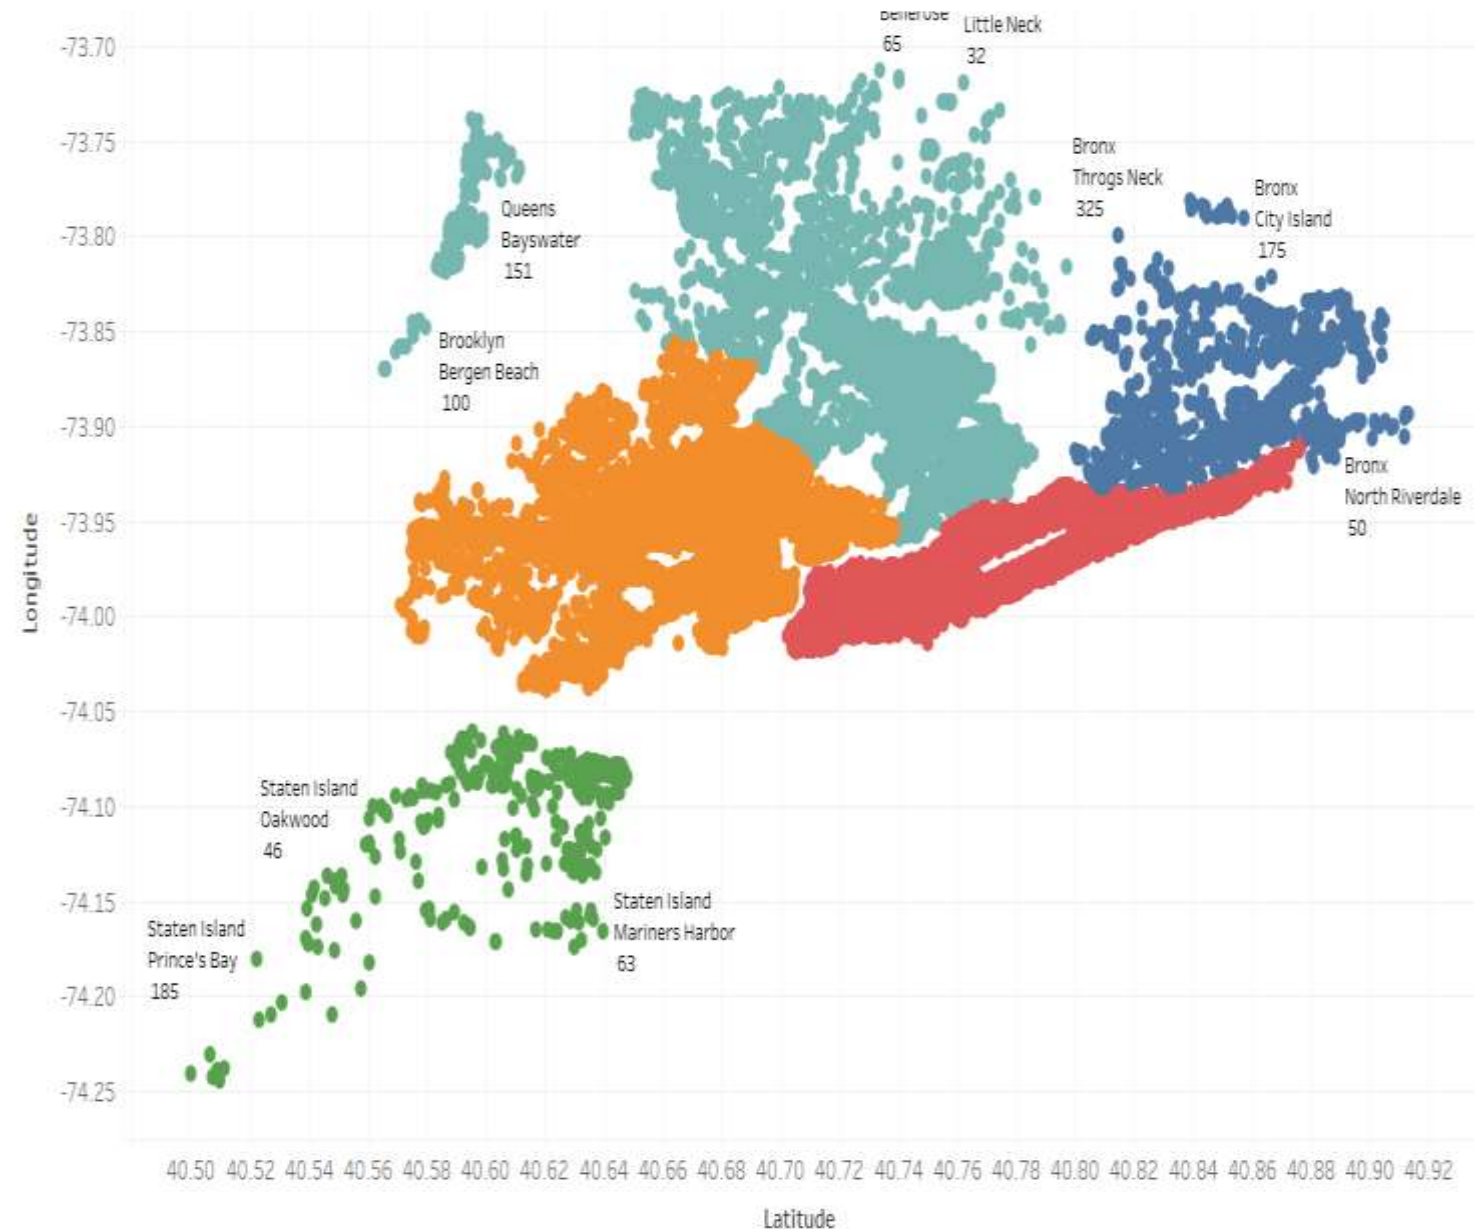 Bellerose
65
Little Neck
32
Bronx
Throgs Neck
325
Bronx
City Island
175
Queens
Bayswater
151
Brooklyn
Bergen Beach
100
Bronx
North Riverdale
50
Staten Island
Oakwood
46
Staten Island
Prince's Bay
185
Staten Island
Mariners Harbor
63
Longitude
-73.70
-73.75
-73.80
-73.85
-73.90
-73.95
-74.00
-74.05
-74.10
-74.15
-74.20
-74.25
40.50 40.52 40.54 40.56 40.58 40.60 40.62 40.64 40.66 40.68 40.70 40.72 40.74 40.76 40.78 40.80 40.82 40.84 40.86 40.88 40.90 40.92
Latitude